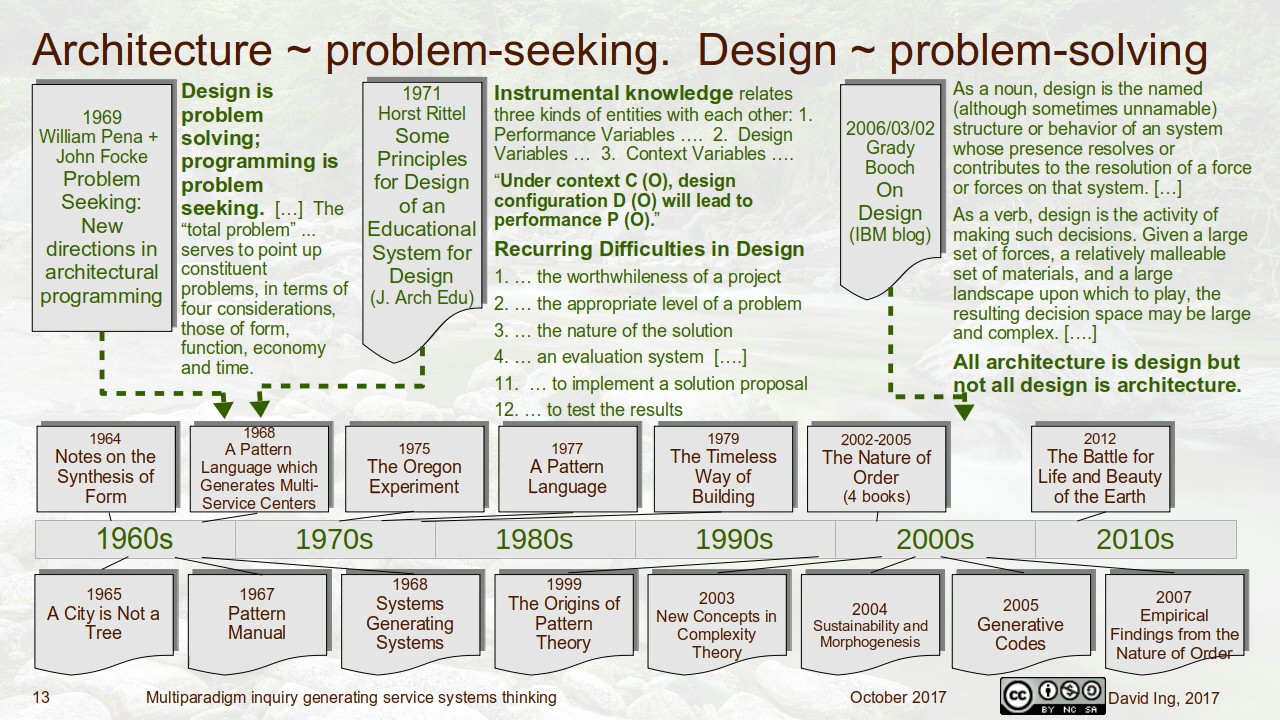 Architecture ~ problem-seeking.  Design ~ problem-solving
1969
William Pena +
John Focke
Problem
Seeking:
New
directions in
architectural
programming
Design is
problem
solving;
programming is
problem
seeking.  […]  The
“total problem” ...
serves to point up
constituent
problems, in terms of
four considerations,
those of form,
function, economy
and time.
1971
Horst Rittel
Some
Principles
for Design
of an
Educational
System for
Design
(J. Arch Edu)
Instrumental knowledge relates
three kinds of entities with each other: 1.
Performance Variables ….  2.  Design
Variables …  3.  Context Variables ….
“Under context C (O), design
configuration D (O) will lead to
performance P (O).”
Recurring Difficulties in Design
1. … the worthwhileness of a project
2. … the appropriate level of a problem
3. … the nature of the solution
4. … an evaluation system  [….]
11.  … to implement a solution proposal
12. … to test the results
2006/03/02
Grady
Booch
On
Design
(IBM blog)
As a noun, design is the named
(although sometimes unnamable)
structure or behavior of an system
whose presence resolves or
contributes to the resolution of a force
or forces on that system. […]
As a verb, design is the activity of
making such decisions. Given a large
set of forces, a relatively malleable
set of materials, and a large
landscape upon which to play, the
resulting decision space may be large
and complex. [….]
All architecture is design but
not all design is architecture.
1964
Notes on the
Synthesis of
Form
1968
A Pattern
Language which
Generates Multi-
Service Centers
1975
The Oregon
Experiment
1977
A Pattern
Language
1979
The Timeless
Way of
Building
2002-2005
The Nature of
Order
(4 books)
2012
The Battle for
Life and Beauty
of the Earth
1960s
1970s
1980s
1990s
2000s
2010s
1965
A City is Not a
Tree
1967
Pattern
Manual
1968
Systems
Generating
Systems
1999
The Origins of
Pattern
Theory
2003
New Concepts in
Complexity
Theory
2004
Sustainability and
Morphogenesis
2005
Generative
Codes
2007
Empirical
Findings from the
Nature of Order
13
Multiparadigm inquiry generating service systems thinking
October 2017
cc
BY NC SA
David Ing, 2017